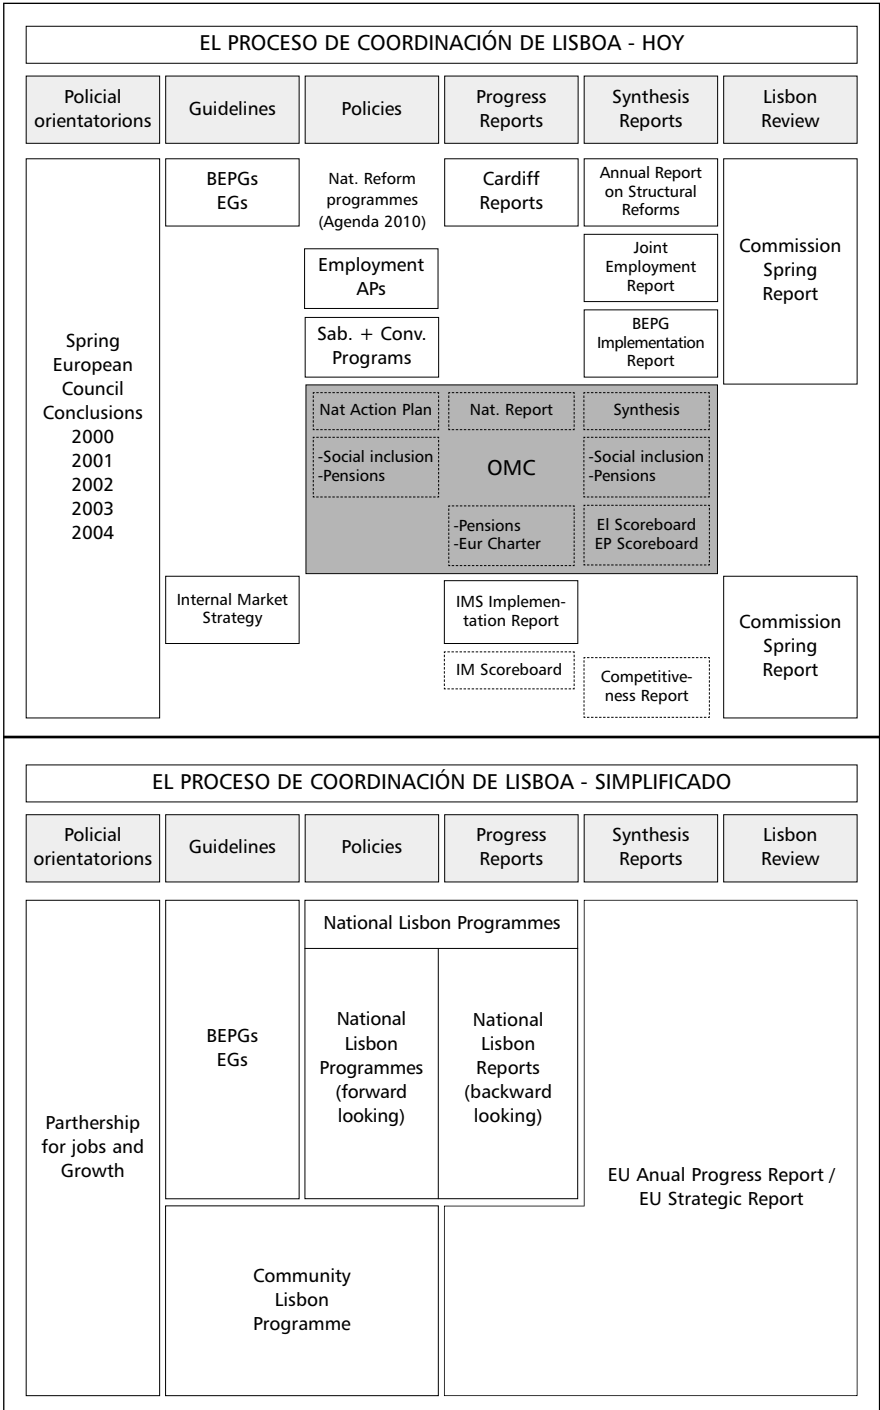 EL PROCESO DE COORDINACIÓN DE LISBOA - HOY
Policial
orientatorions
Guidelines
Policies
Progress
Reports
Synthesis
Reports
Lisbon
Review
Spring
European
Council
Conclusions
2000
2001
2002
2003
2004
BEPGs
EGs
Nat. Reform
programmes
(Agenda 2010)
Cardiff
Reports
Annual Report
on Structural
Reforms
Commission
Spring
Report
Employment
APs
Joint
Employment
Report
Sab. + Conv.
Programs
BEPG
Implementation
Report
Nat Action Plan
Nat. Report
Synthesis
-Social inclusion
-Pensions
OMC
-Social inclusion
-Pensions
-Pensions
-Eur Charter
El Scoreboard
EP Scoreboard
Internal Market
Strategy
IMS Implemen-
tation Report
Commission
Spring
Report
IM Scoreboard
Competitive-
ness Report
EL PROCESO DE COORDINACIÓN DE LISBOA - SIMPLIFICADO
Policial
orientatorions
Guidelines
Policies
Progress
Reports
Synthesis
Reports
Lisbon
Review
Parthership
for jobs and
Growth
BEPGs
EGs
National Lisbon Programmes
National
Lisbon
Programmes
(forward
looking)
National
Lisbon
Reports
(backward
looking)
EU Anual Progress Report /
EU Strategic Report
Community
Lisbon
Programme